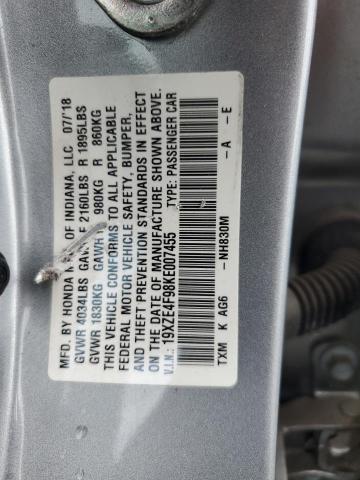 MFD. BY HONDA OF INDIANA, LLC 07/18
GVWR 4034LBS GAWR F 2160LBS R 1895LBS
GVWR 1830KG GAWR 980KG R 860KG
THIS VEHICLE CONFORMS TO ALL APPLICABLE
FEDERAL MOTOR VEHICLE SAFETY, BUMPER,
AND THEFT PREVENTION STANDARDS IN EFFECT
ON THE DATE OF MANUFACTURE SHOWN ABOVE.
V.I.N.: 19XZE4F98KE007455 TYPE: PASSENGER CAR
TXM K AG6 -NH830M -A -E